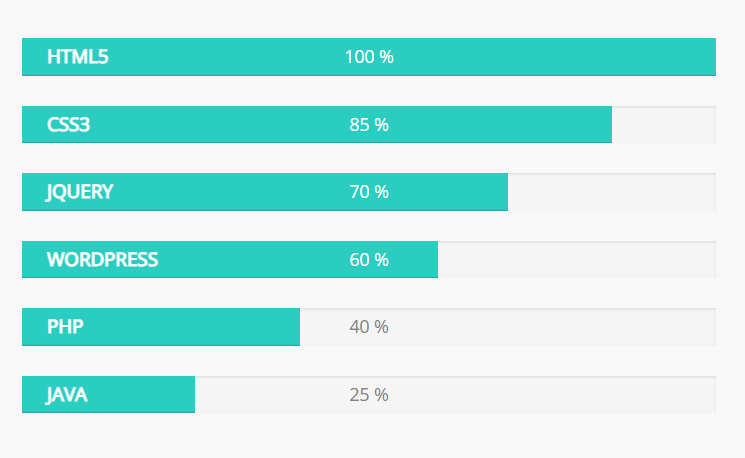 HTML5 100 %
CSS3 85 %
JQUERY 70 %
WORDPRESS 60 %
PHP 40 %
JAVA 25 %